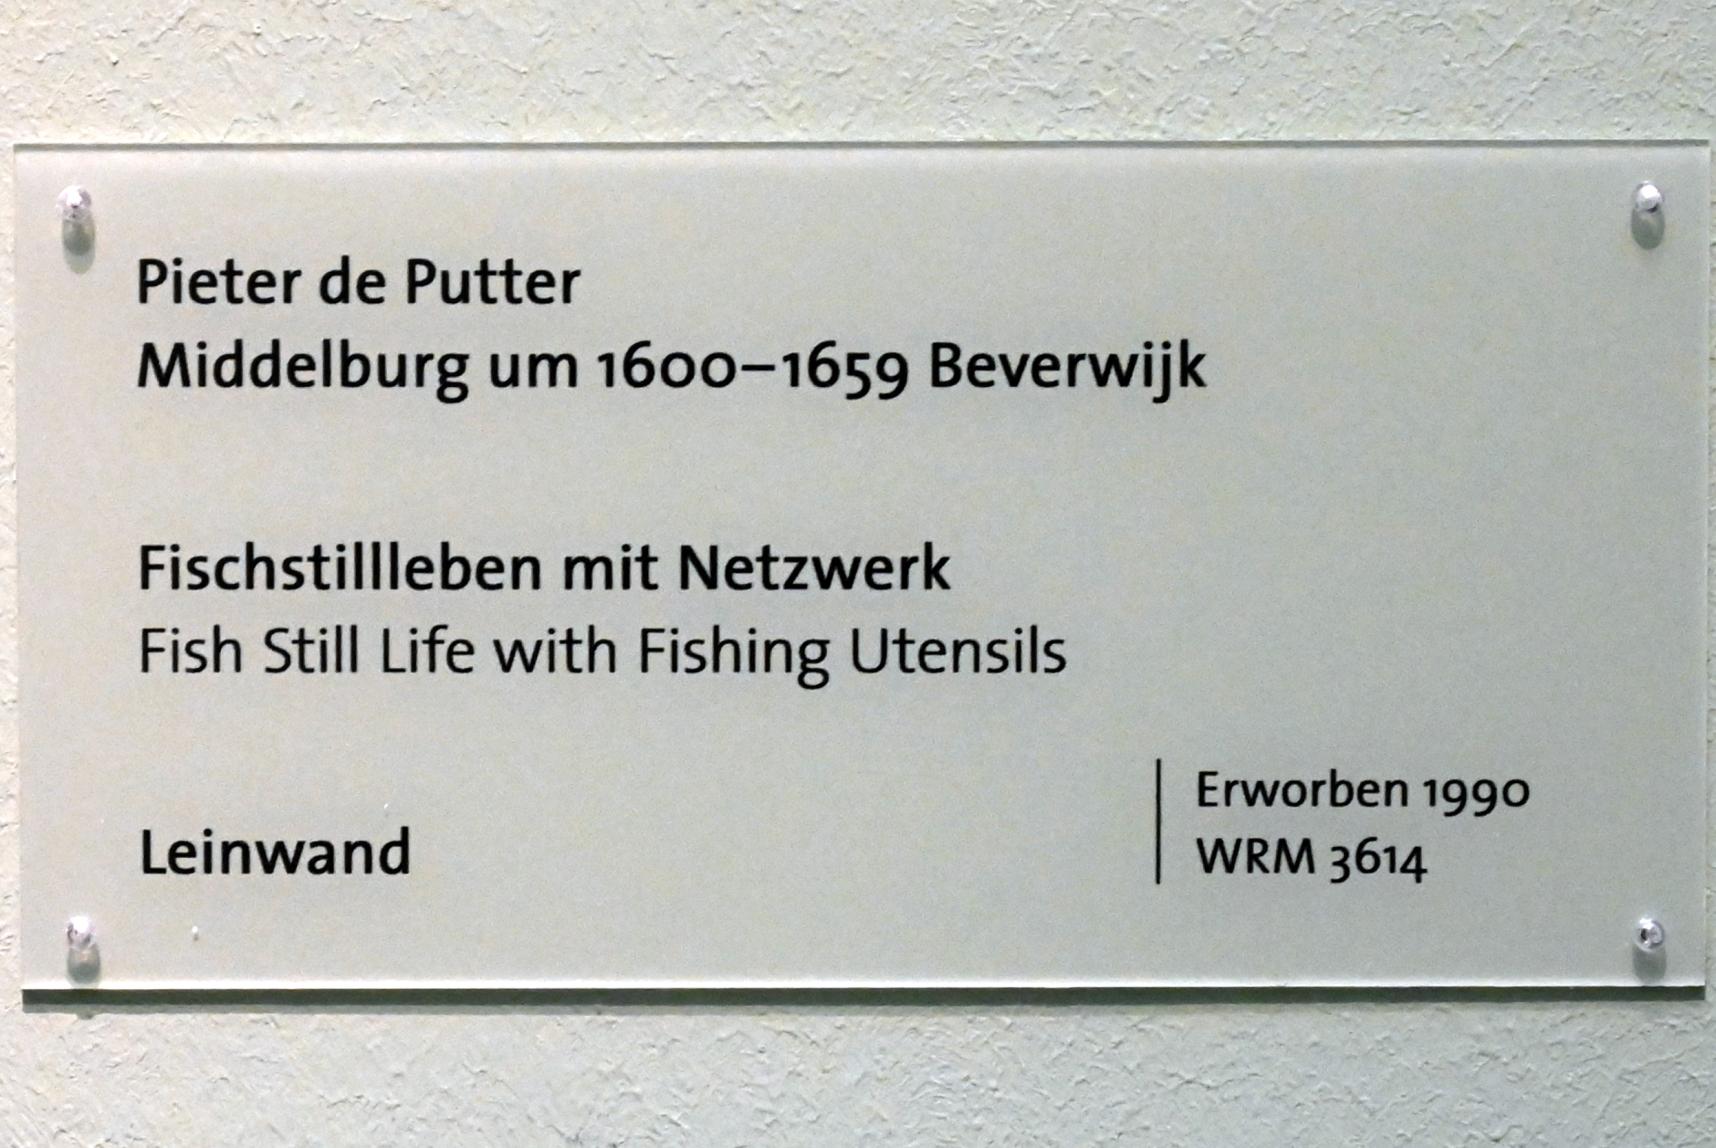 Pieter de Putter
Middelburg um 1600–1659 Beverwijk
Fischstillleben mit Netzwerk
Fish Still Life with Fishing Utensils
Leinwand
Erworben 1990
WRM 3614